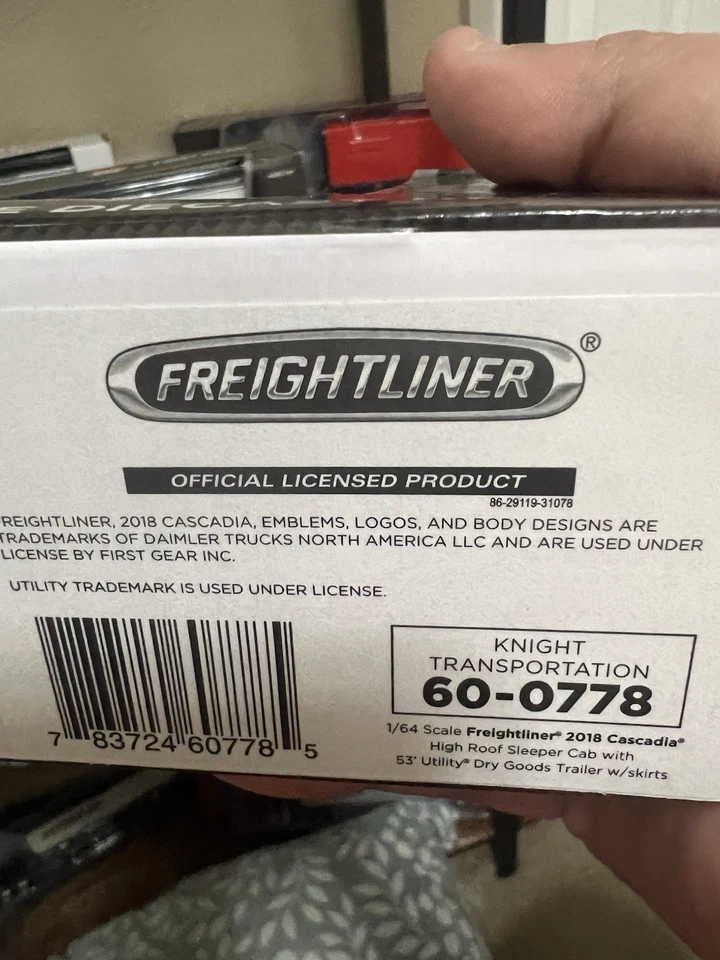 FREIGHTLINER®
OFFICIAL LICENSED PRODUCT
86-29119-31078
REIGHTLINER, 2018 CASCADIA, EMBLEMS, LOGOS, AND BODY DESIGNS ARE
TRADEMARKS OF DAIMLER TRUCKS NORTH AMERICA LLC AND ARE USED UNDER
LICENSE BY FIRST GEAR INC.
UTILITY TRADEMARK IS USED UNDER LICENSE.
7 83724 60778 5
KNIGHT
TRANSPORTATION
60-0778
1/64 Scale Freightliner® 2018 Cascadia®
High Roof Sleeper Cab with
53' Utility® Dry Goods Trailer w/skirts